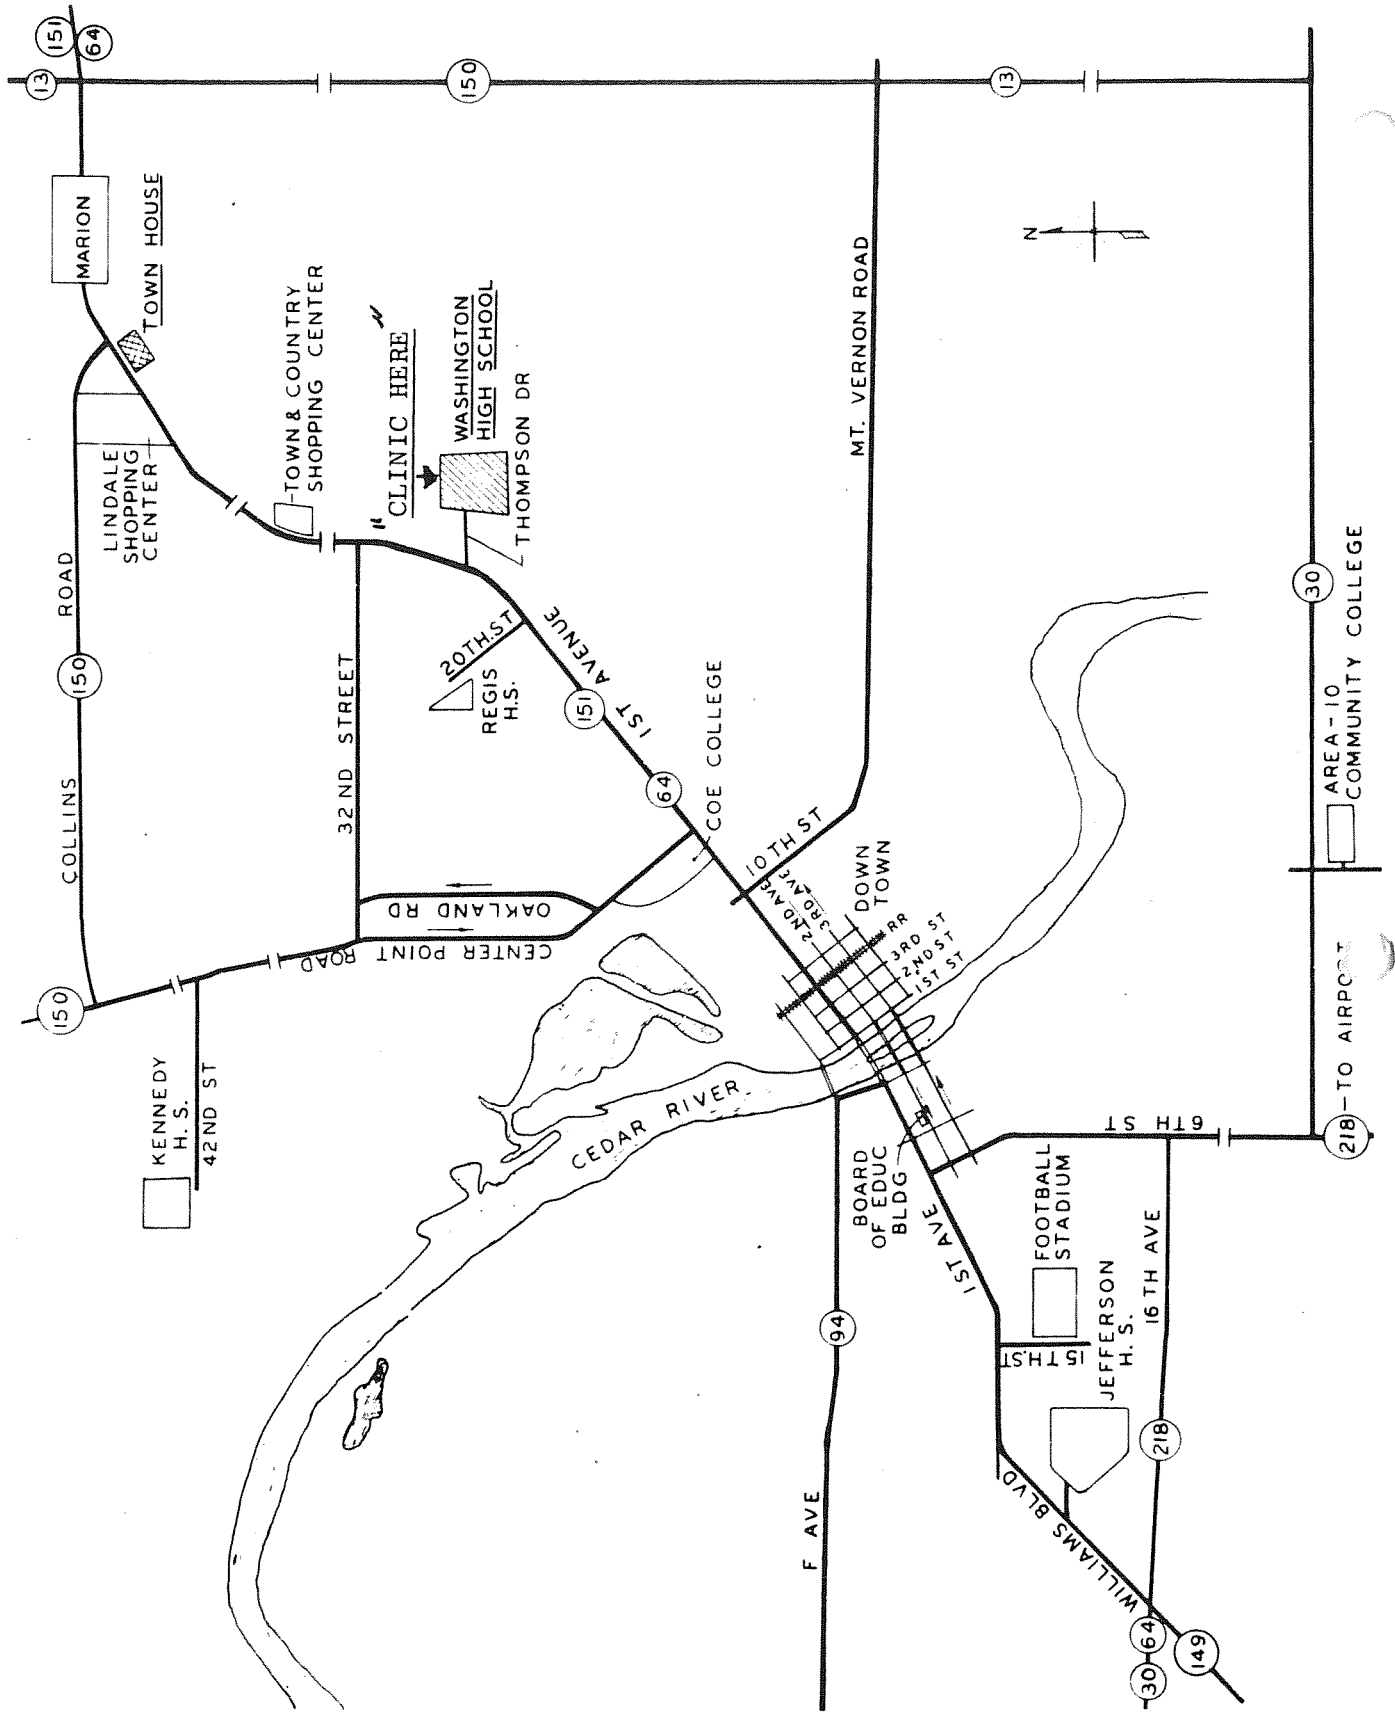 151
64
13
150
13
MARION
TOWN HOUSE
LINDALE
SHOPPING
CENTER
TOWN & COUNTRY
SHOPPING CENTER
"CLINIC HERE"
WASHINGTON
HIGH SCHOOL
THOMPSON DR
N
MT. VERNON ROAD
COLLINS
150
ROAD
32ND STREET
20TH.ST
REGIS
H.S.
1ST AVENUE
151
64
COE COLLEGE
10TH ST
2ND AVE
3RD AVE
DOWN
TOWN
RR
3RD ST
2ND ST
1ST ST
OAKLAND RD
CENTER POINT ROAD
150
KENNEDY
H.S.
42ND ST
CEDAR RIVER
BOARD
OF EDUC
BLDG
1ST AVE
6TH ST
30
AREA-10
COMMUNITY COLLEGE
218-TO AIRPORT
FOOTBALL
STADIUM
15TH.ST
JEFFERSON
H. S.
16TH AVE
218
94
F AVE
WILLIAMS BLVD
30
64
149